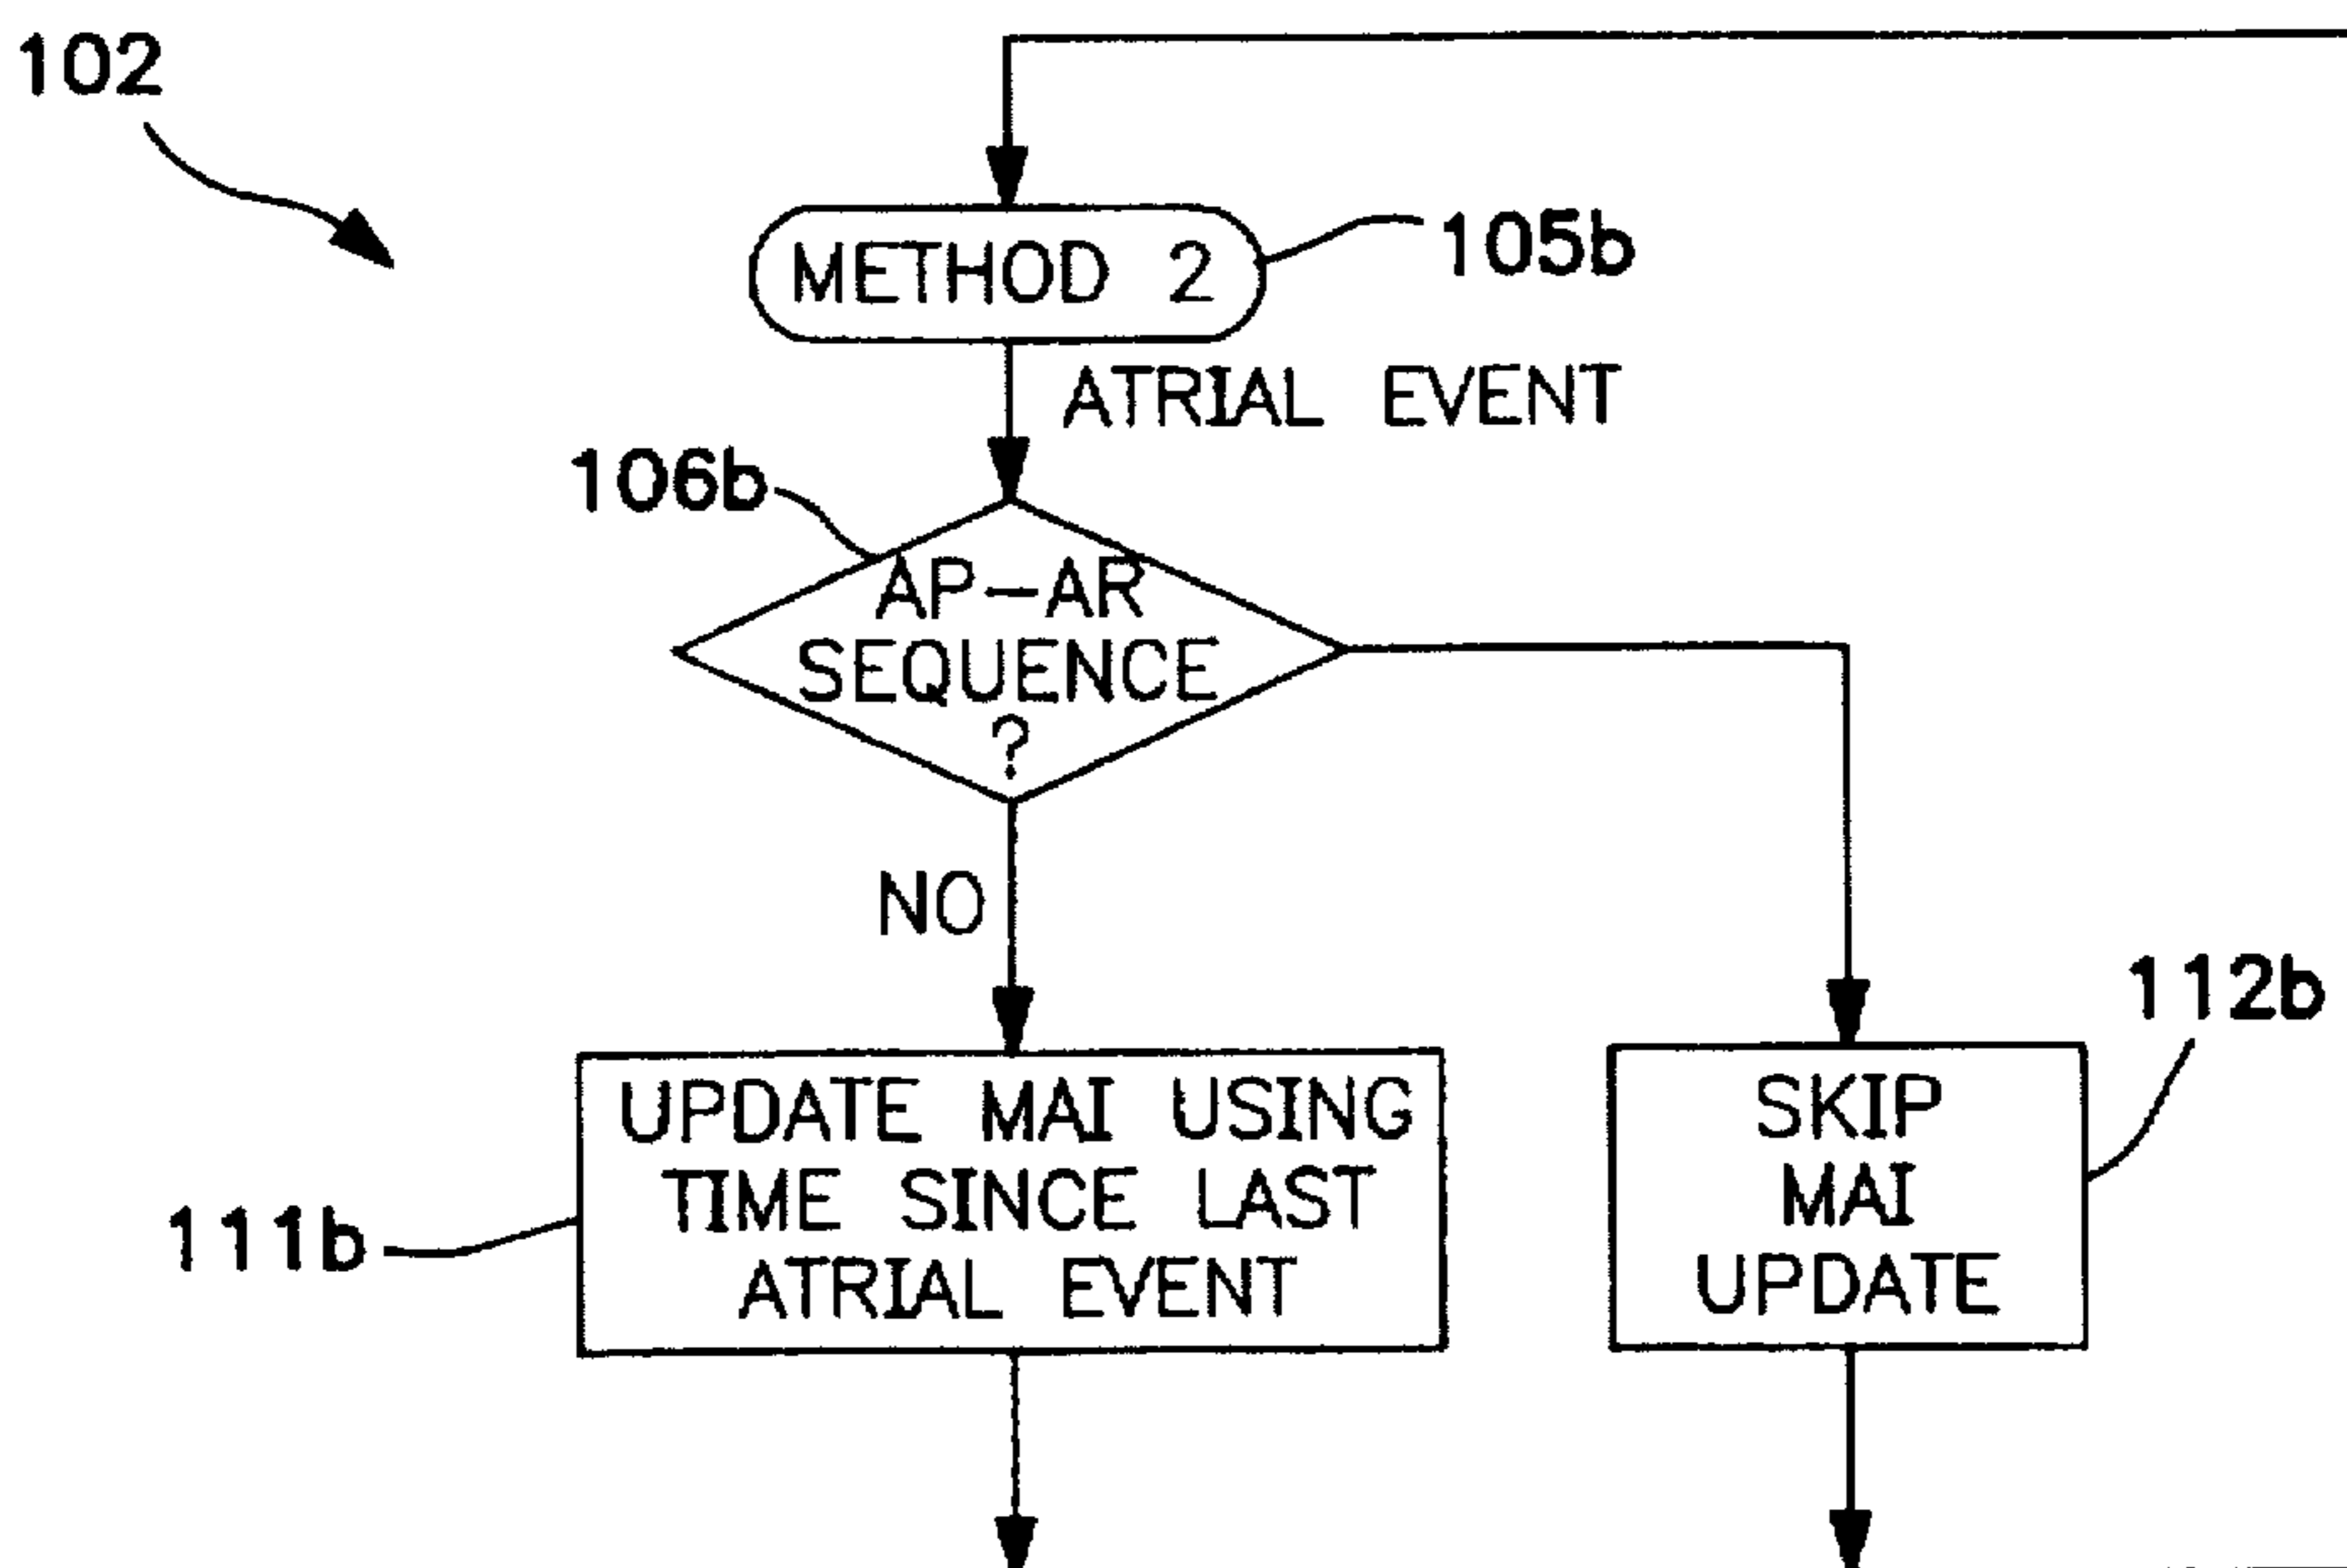 102
METHOD 2
105b
ATRIAL EVENT
106b
AP-AR
SEQUENCE
?
NO
112b
UPDATE MAI USING
TIME SINCE LAST
ATRIAL EVENT
111b
SKIP
MAI
UPDATE